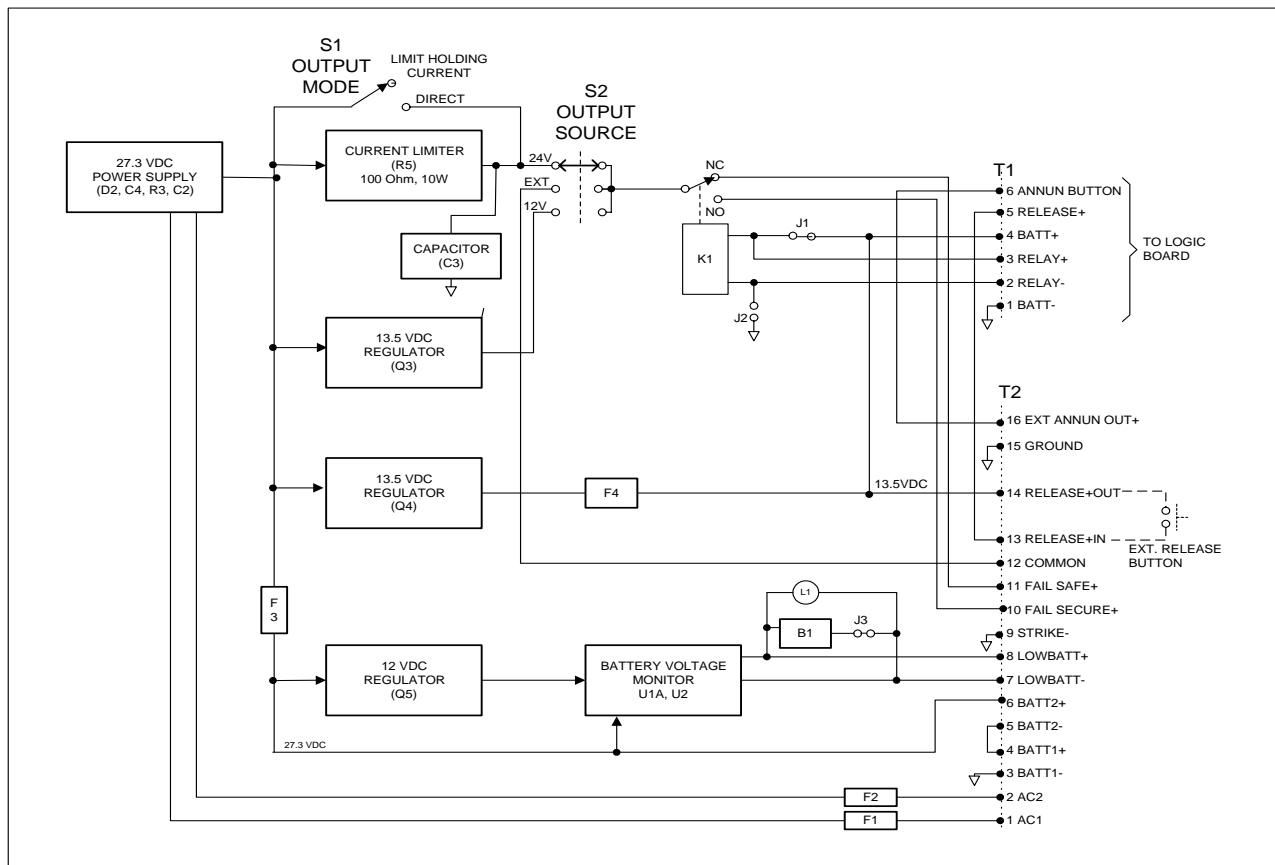 S1
OUTPUT
MODE
LIMIT HOLDING
CURRENT
DIRECT
S2
OUTPUT
SOURCE
27.3 VDC
POWER SUPPLY
(D2, C4, R3, C2)
CURRENT LIMITER
(R5)
100 Ohm, 10W
24V
EXT
12V
NC
NO
CAPACITOR
(C3)
K1
J1
J2
T1
6 ANNUN BUTTON
5 RELEASE+
4 BATT+
3 RELAY+
2 RELAY-
1 BATT-
TO LOGIC
BOARD
13.5 VDC
REGULATOR
(Q3)
T2
16 EXT ANNUN OUT+
15 GROUND
13.5 VDC
REGULATOR
(Q4)
F4
13.5VDC
14 RELEASE+OUT
13 RELEASE+IN
EXT. RELEASE
BUTTON
12 COMMON
11 FAIL SAFE+
10 FAIL SECURE+
9 STRIKE-
8 LOWBATT+
7 LOWBATT-
6 BATT2+
5 BATT2-
4 BATT1+
3 BATT1-
2 AC2
1 AC1
F
3
L1
B1
J3
12 VDC
REGULATOR
(Q5)
BATTERY VOLTAGE
MONITOR
U1A, U2
27.3 VDC
F2
F1